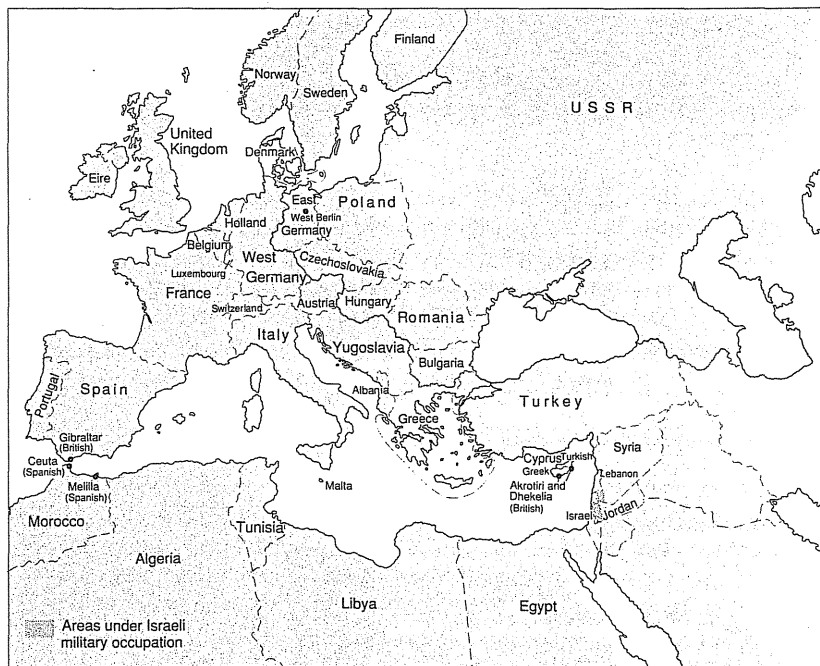 Finland
Norway
Sweden
USSR
United
Kingdom
Denmark
Eire
East
Poland
West Berlin
Holland
Germany
Belgium
West
Germany
Czechoslovakia
Luxembourg
France
Switzerland
Austria
Hungary
Romania
Italy
Yugoslavia
Bulgaria
Portugal
Spain
Albania
Greece
Turkey
Gibraltar
(British)
Ceuta
(Spanish)
Melilla
(Spanish)
Malta
Cyprus
Turkish
Greek
Akrotiri and
Dhekelia
(British)
Syria
Lebanon
Israel
Jordan
Morocco
Algeria
Tunisia
Libya
Egypt
Areas under Israeli
military occupation